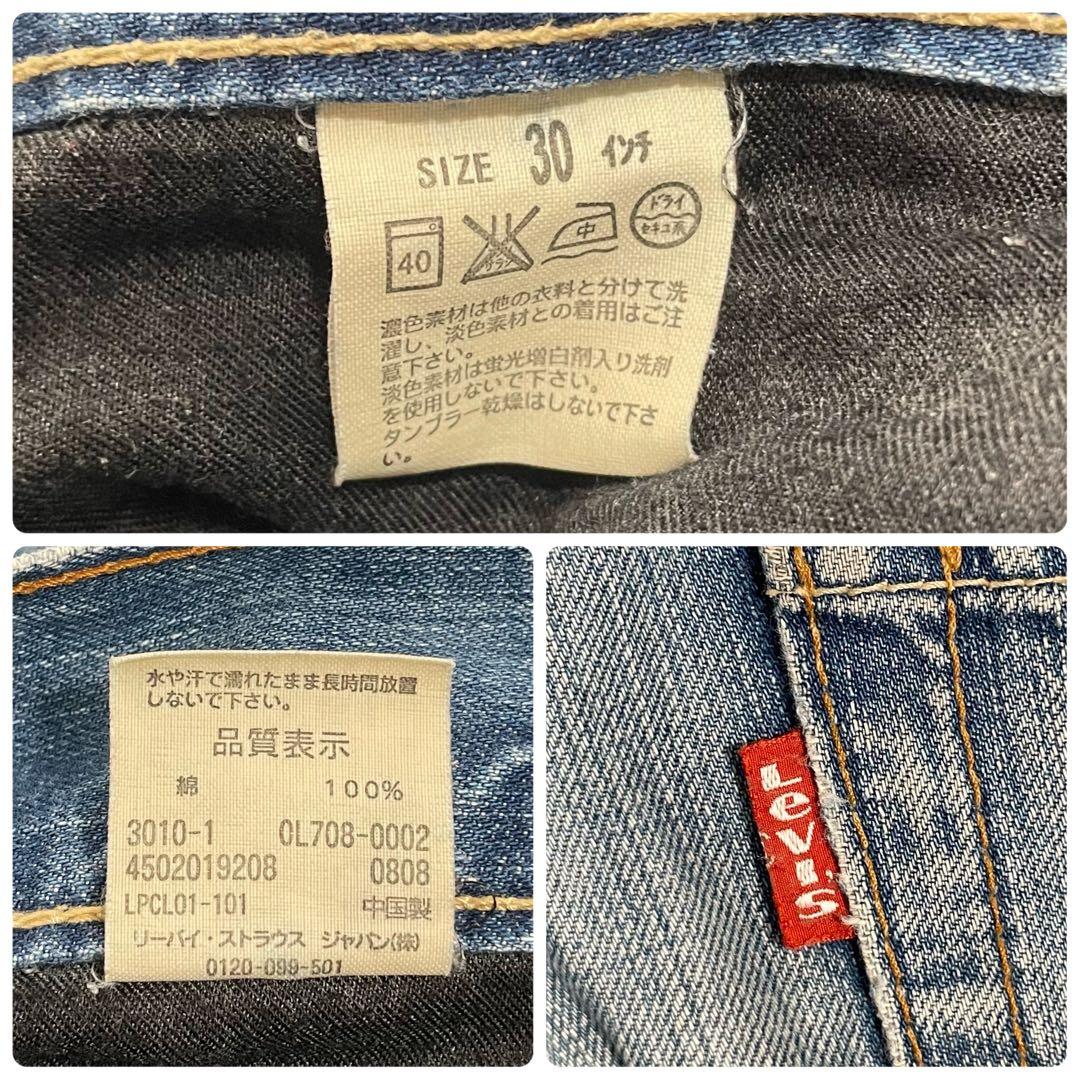 SIZE 30 インチ
40 サラシ 中 ドライ
セキユ系
濃色素材は他の衣料と分けて洗
濯し、淡色素材との着用はご注
意下さい。
淡色素材は蛍光増白剤入り洗剤
を使用しないで下さい。
タンブラー乾燥はしないで下さ
い。
水や汗で濡れたまま長時間放置
しないで下さい。
品質表示
綿 100%
3010-1 0L708-0002
4502019208 0808
LPCL01-101 中国製
リーバイ・ストラウス ジャパン(株)
0120-099-501
LeVI'S